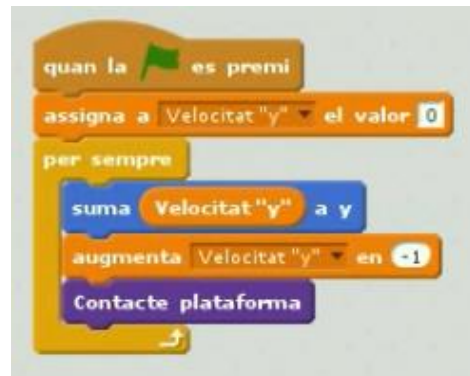 quan la es premi
assigna a Velocitat "y" el valor 0
per sempre
suma Velocitat "y" a y
augmenta Velocitat "y" en -1
Contacte plataforma